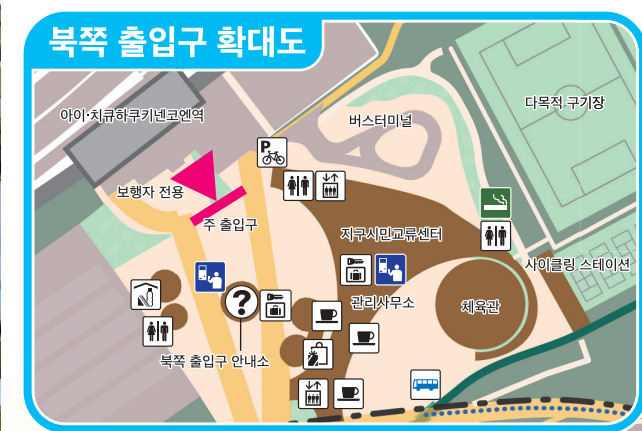 북쪽 출입구 확대도
아이·치큐하쿠키넨코엔역
버스터미널
다목적 구기장
P
보행자 전용
주 출입구
지구시민교류센터
사이클링 스테이션
관리사무소
체육관
?
북쪽 출입구 안내소